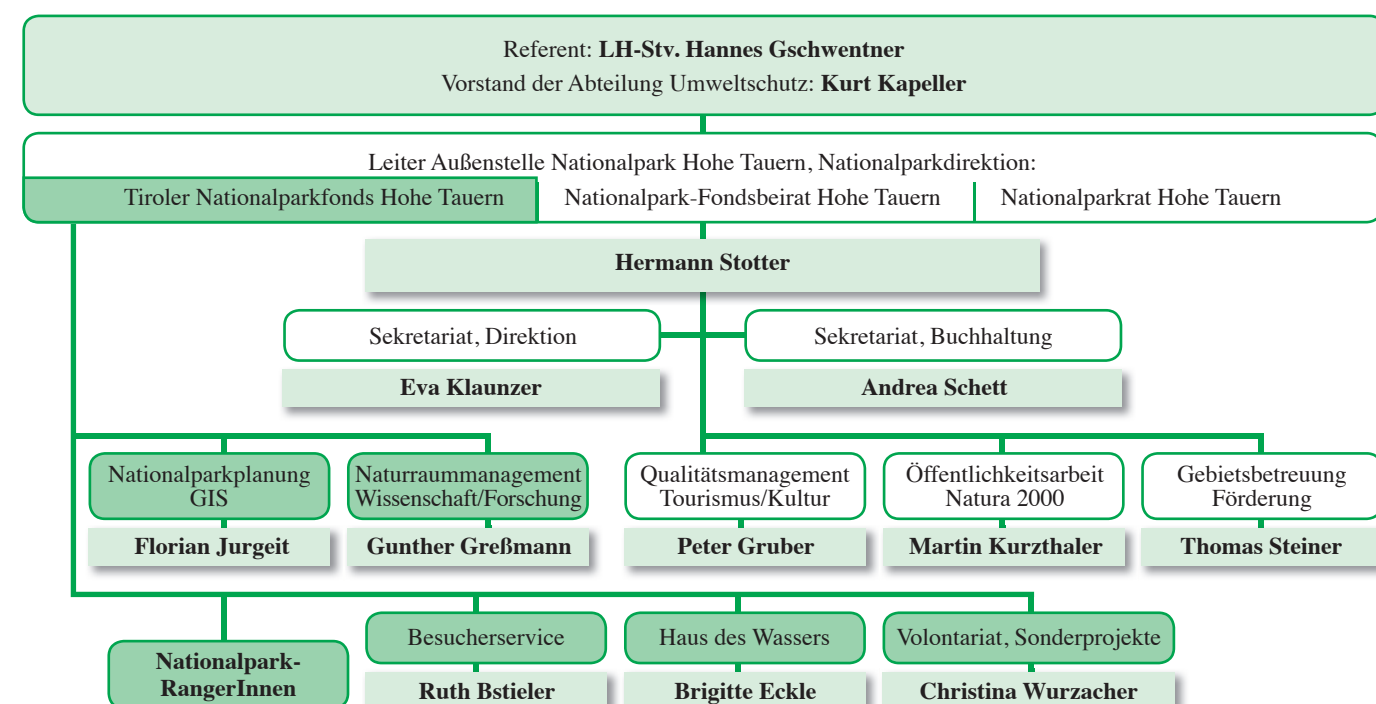 Referent: LH-Stv. Hannes Gschwentner
Vorstand der Abteilung Umweltschutz: Kurt Kapeller
Leiter Außenstelle Nationalpark Hohe Tauern, Nationalparkdirektion:
Tiroler Nationalparkfonds Hohe Tauern
Nationalpark-Fondsbeirat Hohe Tauern
Nationalparkrat Hohe Tauern
Hermann Stotter
Sekretariat, Direktion
Eva Klaunzer
Sekretariat, Buchhaltung
Andrea Schett
Nationalparkplanung
GIS
Florian Jurgeit
Naturraummanagement
Wissenschaft/Forschung
Gunther Greßmann
Qualitätsmanagement
Tourismus/Kultur
Peter Gruber
Öffentlichkeitsarbeit
Natura 2000
Martin Kurzthaler
Gebietsbetreuung
Förderung
Thomas Steiner
Nationalpark-
RangerInnen
Besucherservice
Ruth Bstieler
Haus des Wassers
Brigitte Eckle
Volontariat, Sonderprojekte
Christina Wurzacher